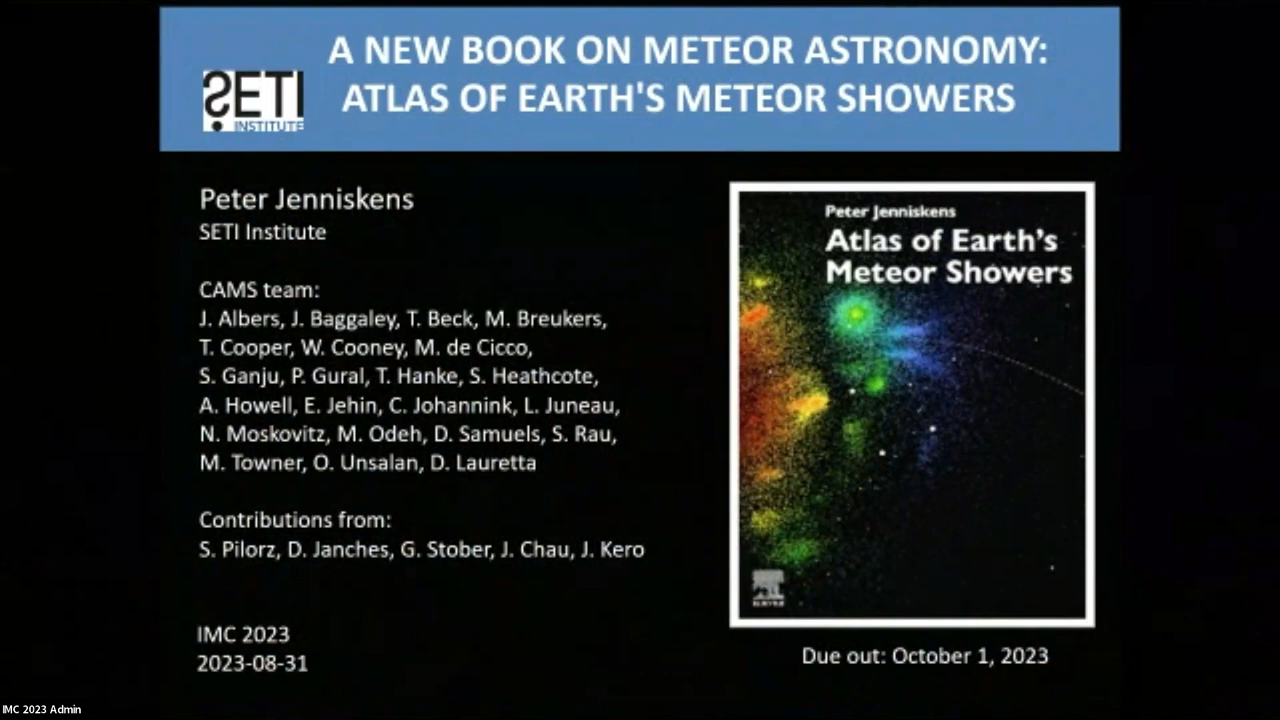 A NEW BOOK ON METEOR ASTRONOMY:
ATLAS OF EARTH'S METEOR SHOWERS
SETI
INSTITUTE
Peter Jenniskens
SETI Institute
CAMS team:
J. Albers, J. Baggaley, T. Beck, M. Breukers,
T. Cooper, W. Cooney, M. de Cicco,
S. Ganju, P. Gural, T. Hanke, S. Heathcote,
A. Howell, E. Jehin, C. Johannink, L. Juneau,
N. Moskovitz, M. Odeh, D. Samuels, S. Rau,
M. Towner, O. Unsalan, D. Lauretta
Contributions from:
S. Pilorz, D. Janches, G. Stober, J. Chau, J. Kero
IMC 2023
2023-08-31
Peter Jenniskens
Atlas of Earth's
Meteor Showers
ELSEVIER
Due out: October 1, 2023
IMC 2023 Admin